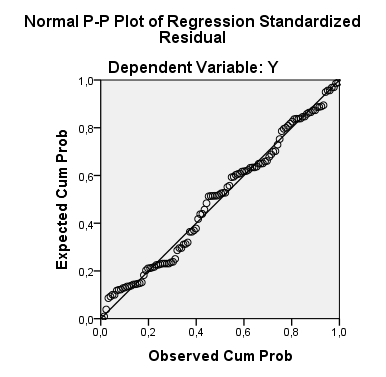 Normal P-P Plot of Regression Standardized
Residual
Dependent Variable: Y
Expected Cum Prob
1,0
0,8
0,6
0,4
0,2
0,0
0,0 0,2 0,4 0,6 0,8 1,0
Observed Cum Prob